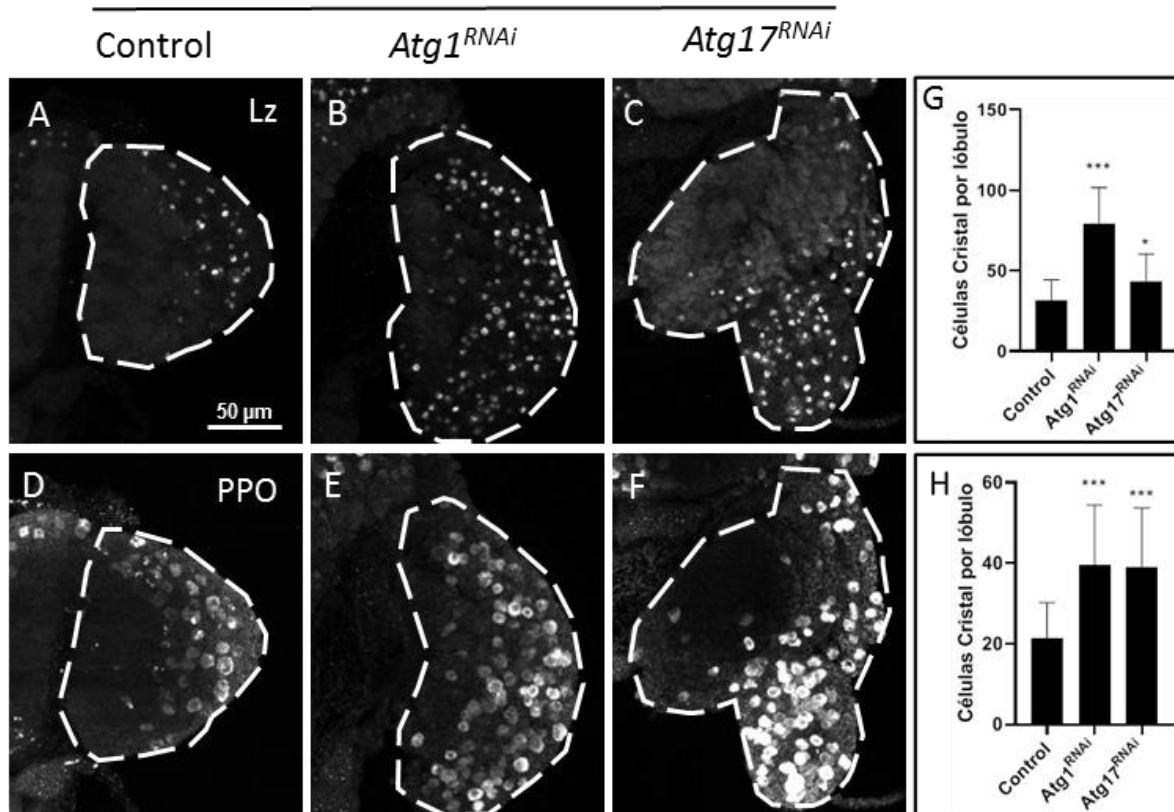 Control Atg1RNAi Atg17RNAi
A Lz B C
50 µm
D PPO E F
G
Células Cristal por lóbulo
150
100
50
0
***
*
Control Atg1RNAi Atg17RNAi
H
Células Cristal por lóbulo
60
40
20
0
*** ***
Control Atg1RNAi Atg17RNAi